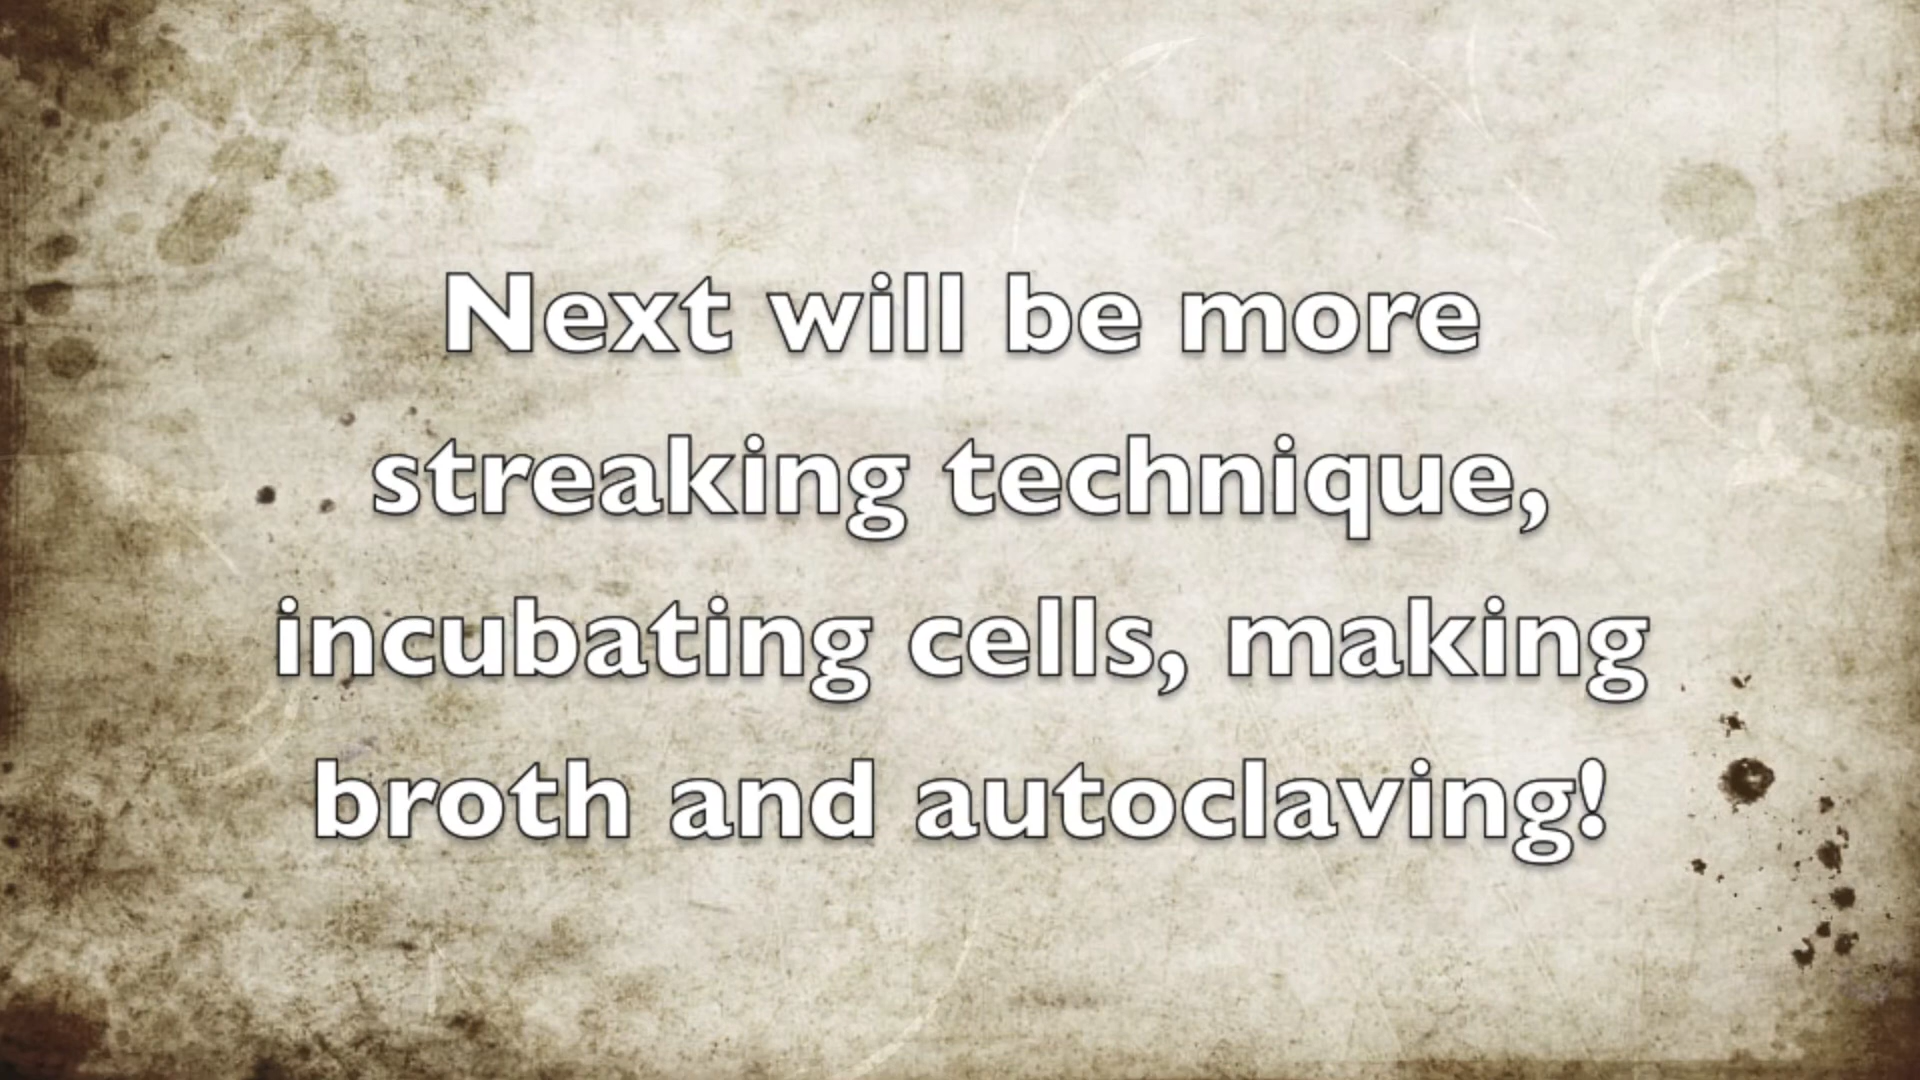 Next will be more
streaking technique,
incubating cells, making
broth and autoclaving!